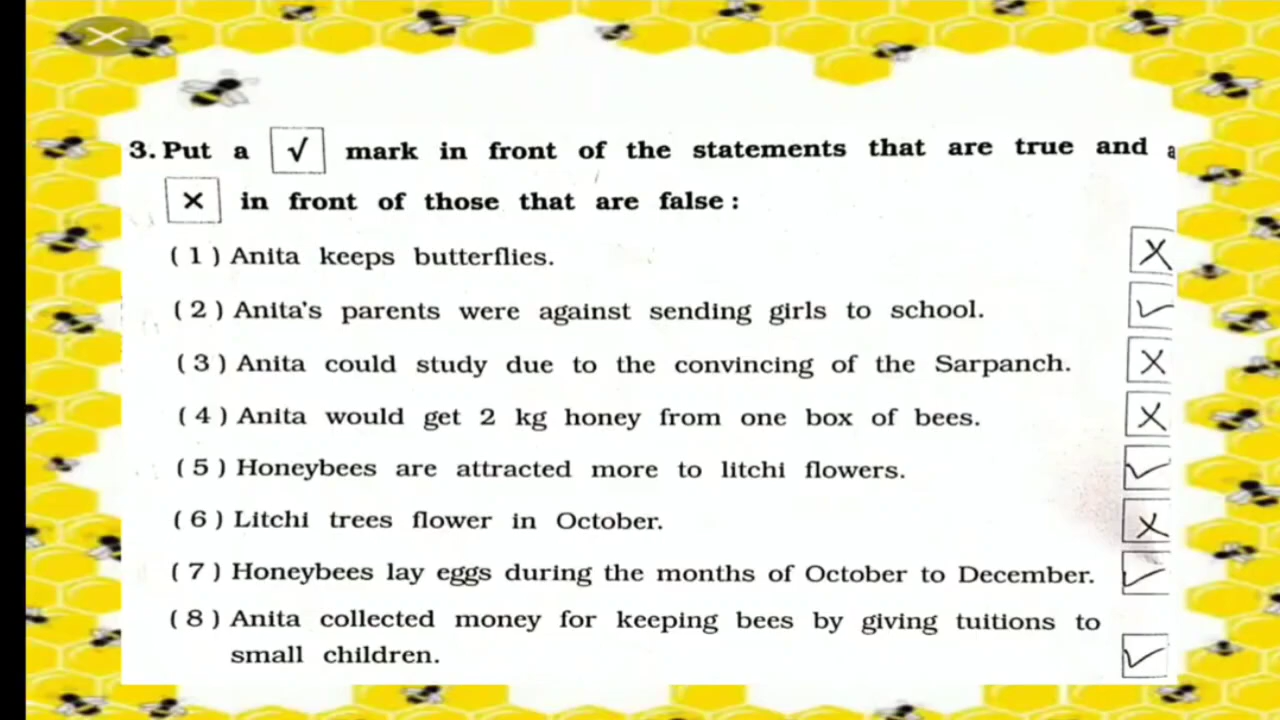 3. Put a √ mark in front of the statements that are true and a
× in front of those that are false :
( 1 ) Anita keeps butterflies. ×
( 2 ) Anita's parents were against sending girls to school. ✓
( 3 ) Anita could study due to the convincing of the Sarpanch. ×
( 4 ) Anita would get 2 kg honey from one box of bees. ×
( 5 ) Honeybees are attracted more to litchi flowers. ✓
( 6 ) Litchi trees flower in October. ×
( 7 ) Honeybees lay eggs during the months of October to December. ✓
( 8 ) Anita collected money for keeping bees by giving tuitions to
small children. ✓